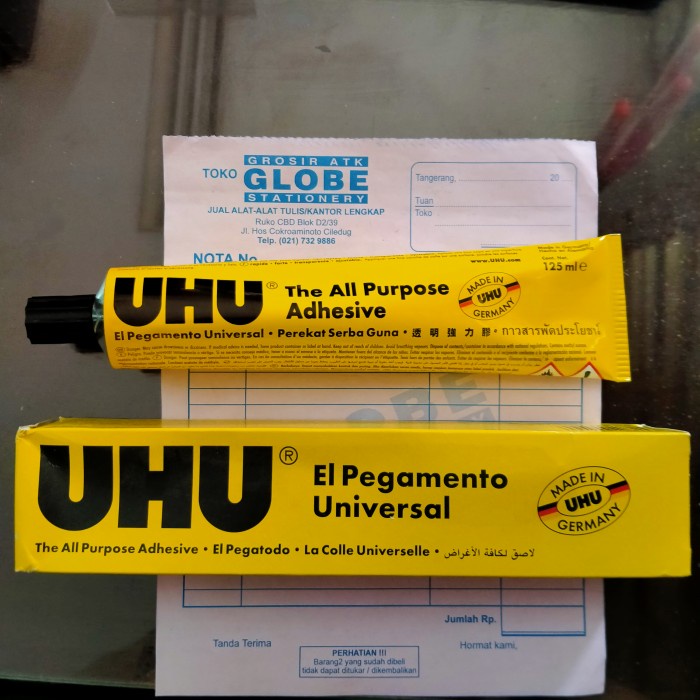 GROSIR ATK
TOKO GLOBE
STATIONERY
JUAL ALAT-ALAT TULIS/KANTOR LENGKAP
Ruko CBD Blok D2/39
Jl. Hos Cokroaminoto Ciledug
Telp. (021) 732 9886
Tangerang, 20
Tuan
Toko
NOTA No
www.UHU.com
125 ml e
UHU® The All Purpose
Adhesive
MADE IN
UHU
GERMANY
El Pegamento Universal • Perekat Serba Guna • 透明強力膠 • กาวสารพัดประโยชน์
GLOBE
UHU® El Pegamento
Universal
MADE IN
UHU
GERMANY
The All Purpose Adhesive • El Pegatodo • La Colle Universelle • لاصق لكافة الأغراض
Jumlah Rp.
Tanda Terima
Hormat kami,
PERHATIAN !!!
Barang2 yang sudah dibeli
tidak dapat ditukar / dikembalikan